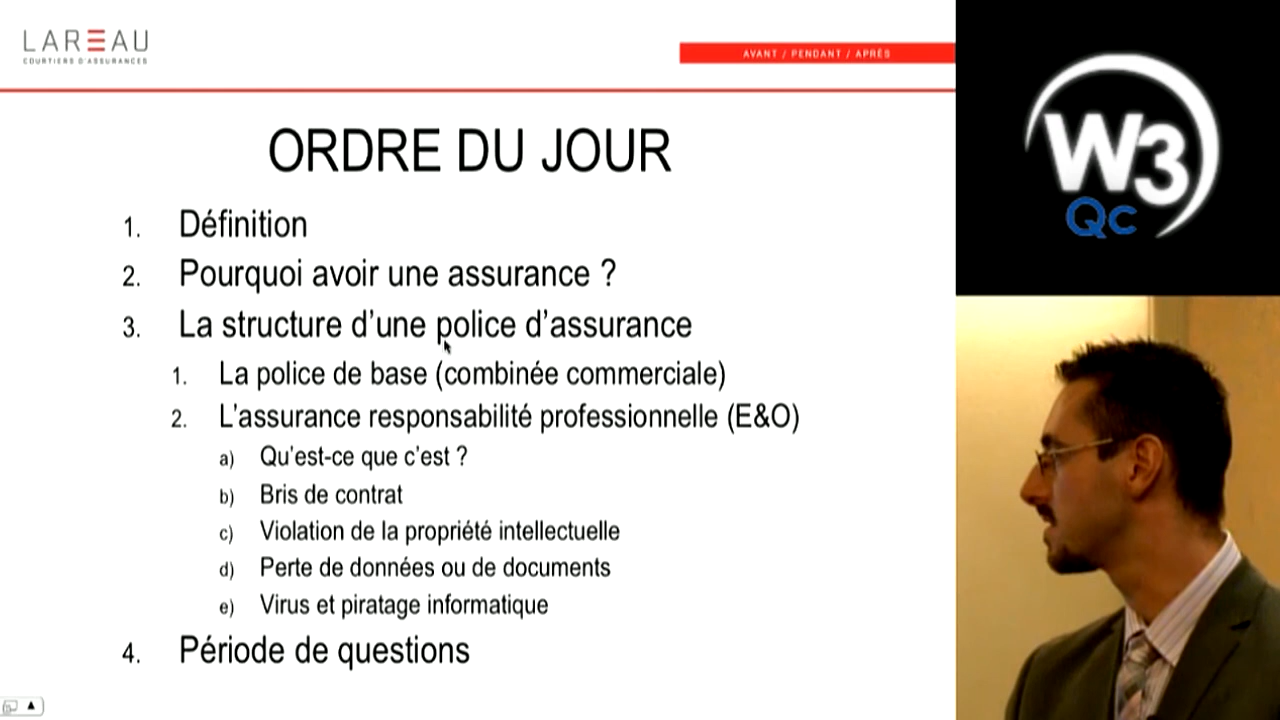 LAREAU
COURTIERS D'ASSURANCES
AVANT / PENDANT / APRÈS
ORDRE DU JOUR
1. Définition
2. Pourquoi avoir une assurance ?
3. La structure d'une police d'assurance
1. La police de base (combinée commerciale)
2. L'assurance responsabilité professionnelle (E&O)
a) Qu'est-ce que c'est ?
b) Bris de contrat
c) Violation de la propriété intellectuelle
d) Perte de données ou de documents
e) Virus et piratage informatique
4. Période de questions
W3
Qc